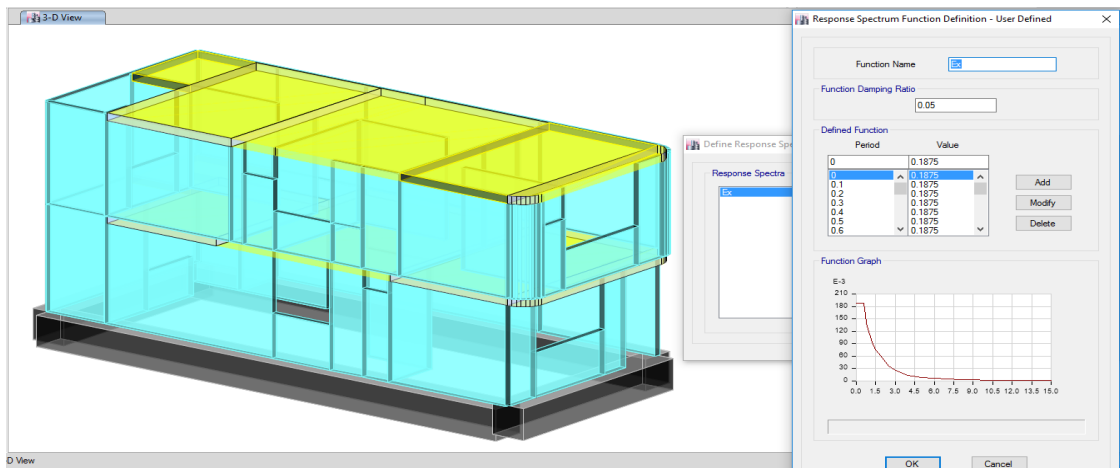 3-D View
Response Spectrum Function Definition - User Defined
Function Name
Ex
Function Damping Ratio
0.05
Define Response Spe
Defined Function
Period Value
0 0.1875
0 0.1875
0.1 0.1875
0.2 0.1875
0.3 0.1875
0.4 0.1875
0.5 0.1875
0.6 0.1875
Add
Modify
Delete
Response Spectra
Ex
Function Graph
E-3
210
180
150
120
90
60
30
0
0.0 1.5 3.0 4.5 6.0 7.5 9.0 10.5 12.0 13.5 15.0
OK Cancel
D View